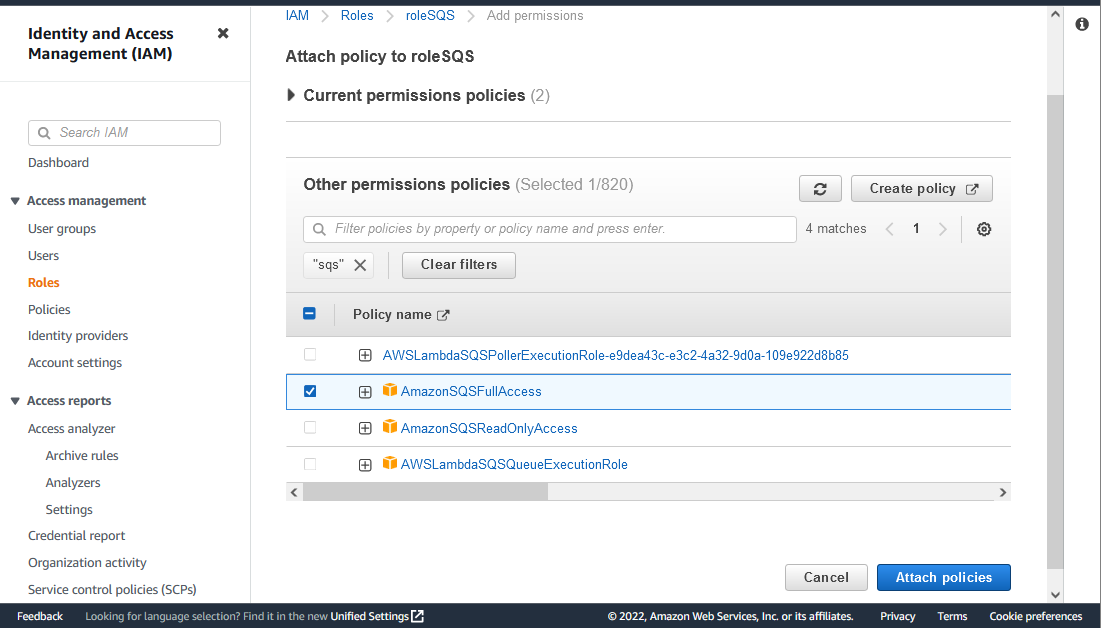 IAM > Roles > roleSQS > Add permissions
Identity and Access
Management (IAM)
Attach policy to roleSQS
Current permissions policies (2)
Search IAM
Dashboard
Access management
User groups
Users
Roles
Policies
Identity providers
Account settings
Access reports
Access analyzer
Archive rules
Analyzers
Settings
Credential report
Organization activity
Service control policies (SCPs)
Other permissions policies (Selected 1/820)
Create policy
Filter policies by property or policy name and press enter.
4 matches
1
"sqs"
Clear filters
Policy name
AWSLambdaSQSPollerExecutionRole-e9dea43c-e3c2-4a32-9d0a-109e922d8b85
AmazonSQSFullAccess
AmazonSQSReadOnlyAccess
AWSLambdaSQSQueueExecutionRole
Cancel
Attach policies
Feedback
Looking for language selection? Find it in the new Unified Settings
© 2022, Amazon Web Services, Inc. or its affiliates.
Privacy
Terms
Cookie preferences